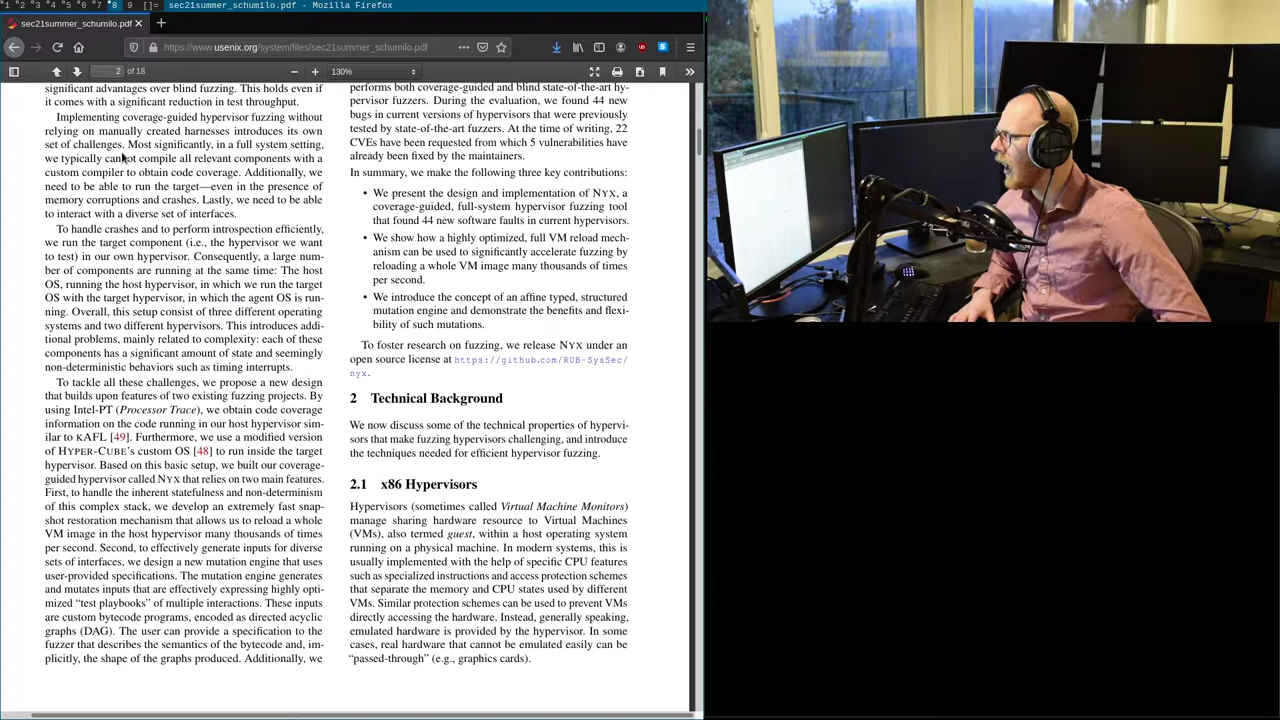 1 2 3 4 5 6 7 8 9 []= sec21summer_schumilo.pdf - Mozilla Firefox
sec21summer_schumilo.pdf
https://www.usenix.org/system/files/sec21summer_schumilo.pdf
2 of 18
130%
significant advantages over blind fuzzing. This holds even if
it comes with a significant reduction in test throughput.
Implementing coverage-guided hypervisor fuzzing without
relying on manually created harnesses introduces its own
set of challenges. Most significantly, in a full system setting,
we typically cannot compile all relevant components with a
custom compiler to obtain code coverage. Additionally, we
need to be able to run the target—even in the presence of
memory corruptions and crashes. Lastly, we need to be able
to interact with a diverse set of interfaces.
To handle crashes and to perform introspection efficiently,
we run the target component (i.e., the hypervisor we want
to test) in our own hypervisor. Consequently, a large num-
ber of components are running at the same time: The host
OS, running the host hypervisor, in which we run the target
OS with the target hypervisor, in which the agent OS is run-
ning. Overall, this setup consist of three different operating
systems and two different hypervisors. This introduces addi-
tional problems, mainly related to complexity: each of these
components has a significant amount of state and seemingly
non-deterministic behaviors such as timing interrupts.
To tackle all these challenges, we propose a new design
that builds upon features of two existing fuzzing projects. By
using Intel-PT (Processor Trace), we obtain code coverage
information on the code running in our host hypervisor sim-
ilar to KAFL [49]. Furthermore, we use a modified version
of HYPER-CUBE's custom OS [48] to run inside the target
hypervisor. Based on this basic setup, we built our coverage-
guided hypervisor called NYX that relies on two main features.
First, to handle the inherent statefulness and non-determinism
of this complex stack, we develop an extremely fast snap-
shot restoration mechanism that allows us to reload a whole
VM image in the host hypervisor many thousands of times
per second. Second, to effectively generate inputs for diverse
sets of interfaces, we design a new mutation engine that uses
user-provided specifications. The mutation engine generates
and mutates inputs that are effectively expressing highly opti-
mized “test playbooks” of multiple interactions. These inputs
are custom bytecode programs, encoded as directed acyclic
graphs (DAG). The user can provide a specification to the
fuzzer that describes the semantics of the bytecode and, im-
plicitly, the shape of the graphs produced. Additionally, we
performs both coverage-guided and blind state-of-the-art hy-
pervisor fuzzers. During the evaluation, we found 44 new
bugs in current versions of hypervisors that were previously
tested by state-of-the-art fuzzers. At the time of writing, 22
CVEs have been requested from which 5 vulnerabilities have
already been fixed by the maintainers.
In summary, we make the following three key contributions:
• We present the design and implementation of NYX, a
coverage-guided, full-system hypervisor fuzzing tool
that found 44 new software faults in current hypervisors.
• We show how a highly optimized, full VM reload mech-
anism can be used to significantly accelerate fuzzing by
reloading a whole VM image many thousands of times
per second.
• We introduce the concept of an affine typed, structured
mutation engine and demonstrate the benefits and flexi-
bility of such mutations.
To foster research on fuzzing, we release NYX under an
open source license at https://github.com/RUB-SysSec/
nyx.
2 Technical Background
We now discuss some of the technical properties of hypervi-
sors that make fuzzing hypervisors challenging, and introduce
the techniques needed for efficient hypervisor fuzzing.
2.1 x86 Hypervisors
Hypervisors (sometimes called Virtual Machine Monitors)
manage sharing hardware resource to Virtual Machines
(VMs), also termed guest, within a host operating system
running on a physical machine. In modern systems, this is
usually implemented with the help of specific CPU features
such as specialized instructions and access protection schemes
that separate the memory and CPU states used by different
VMs. Similar protection schemes can be used to prevent VMs
directly accessing the hardware. Instead, generally speaking,
emulated hardware is provided by the hypervisor. In some
cases, real hardware that cannot be emulated easily can be
“passed-through” (e.g., graphics cards).